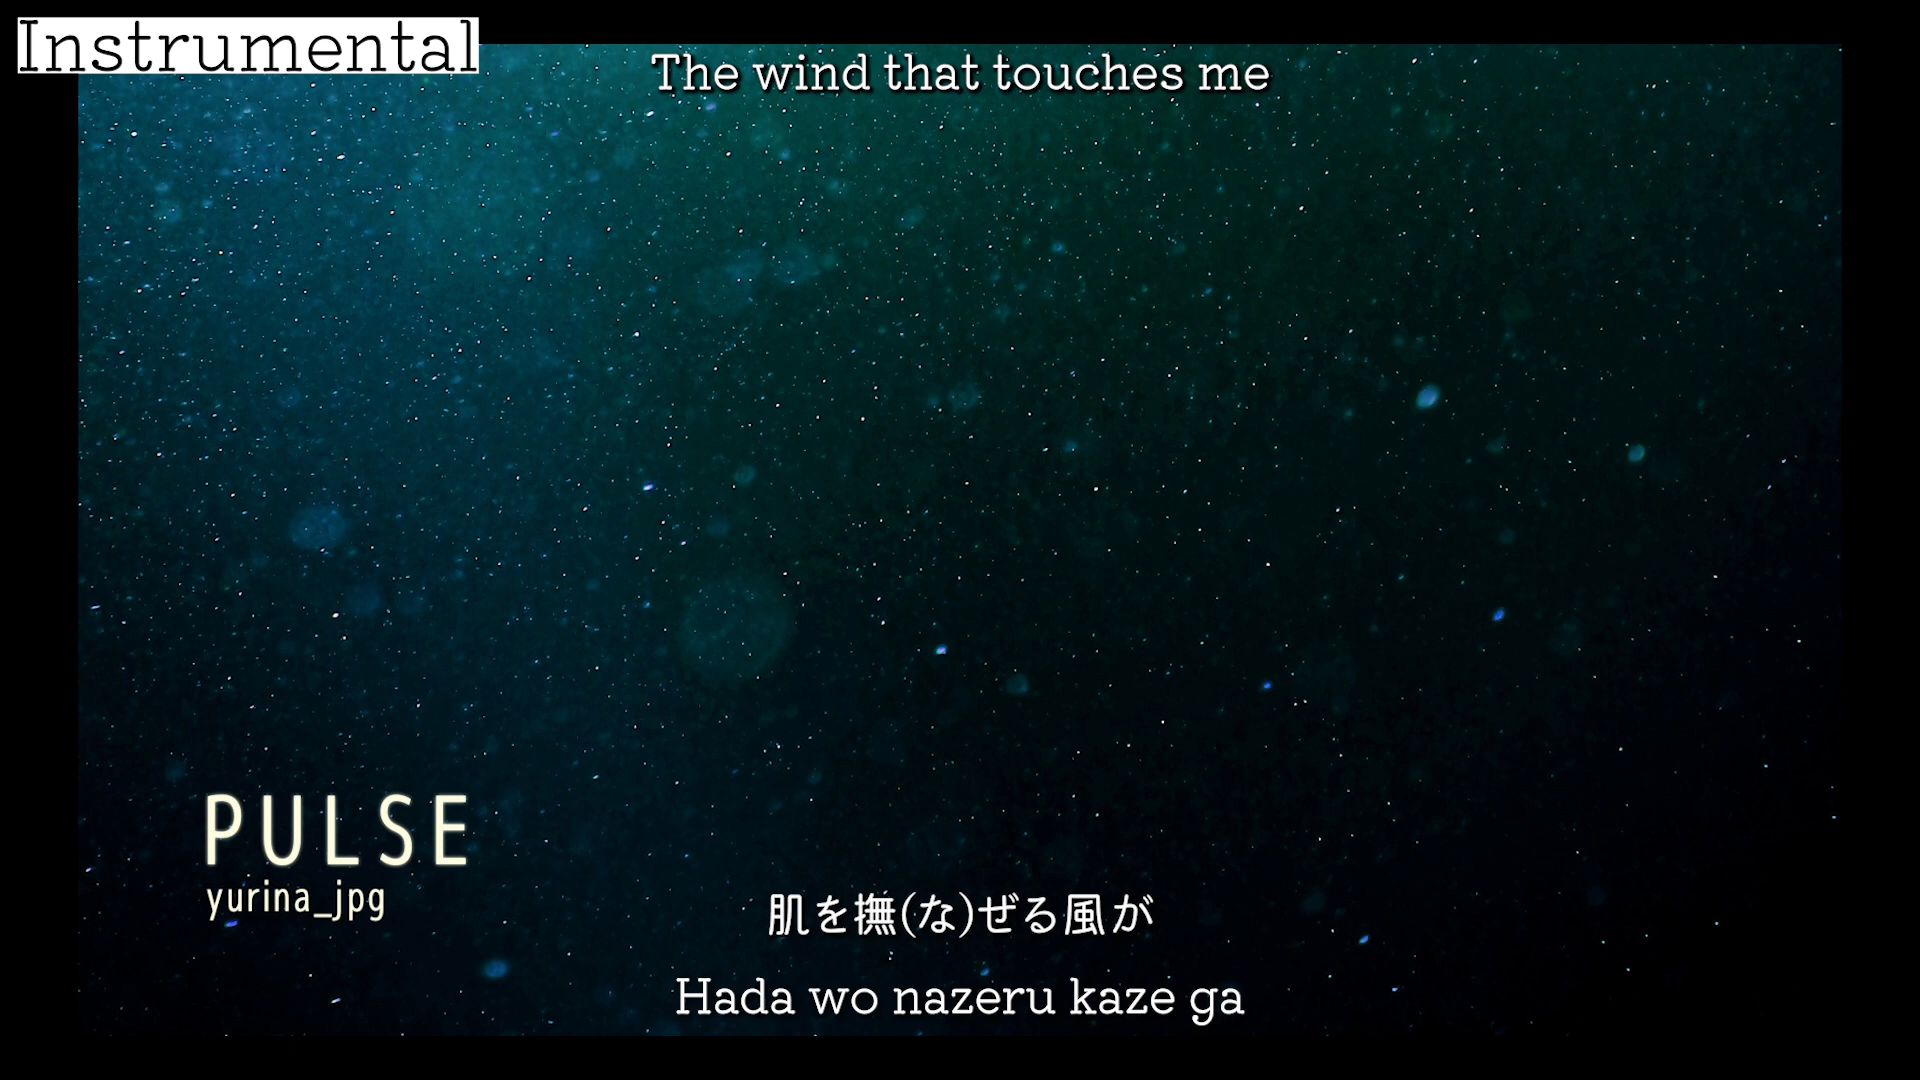 Instrumental
The wind that touches me
PULSE
yurina_jpg
肌を撫(な)ぜる風が
Hada wo nazeru kaze ga